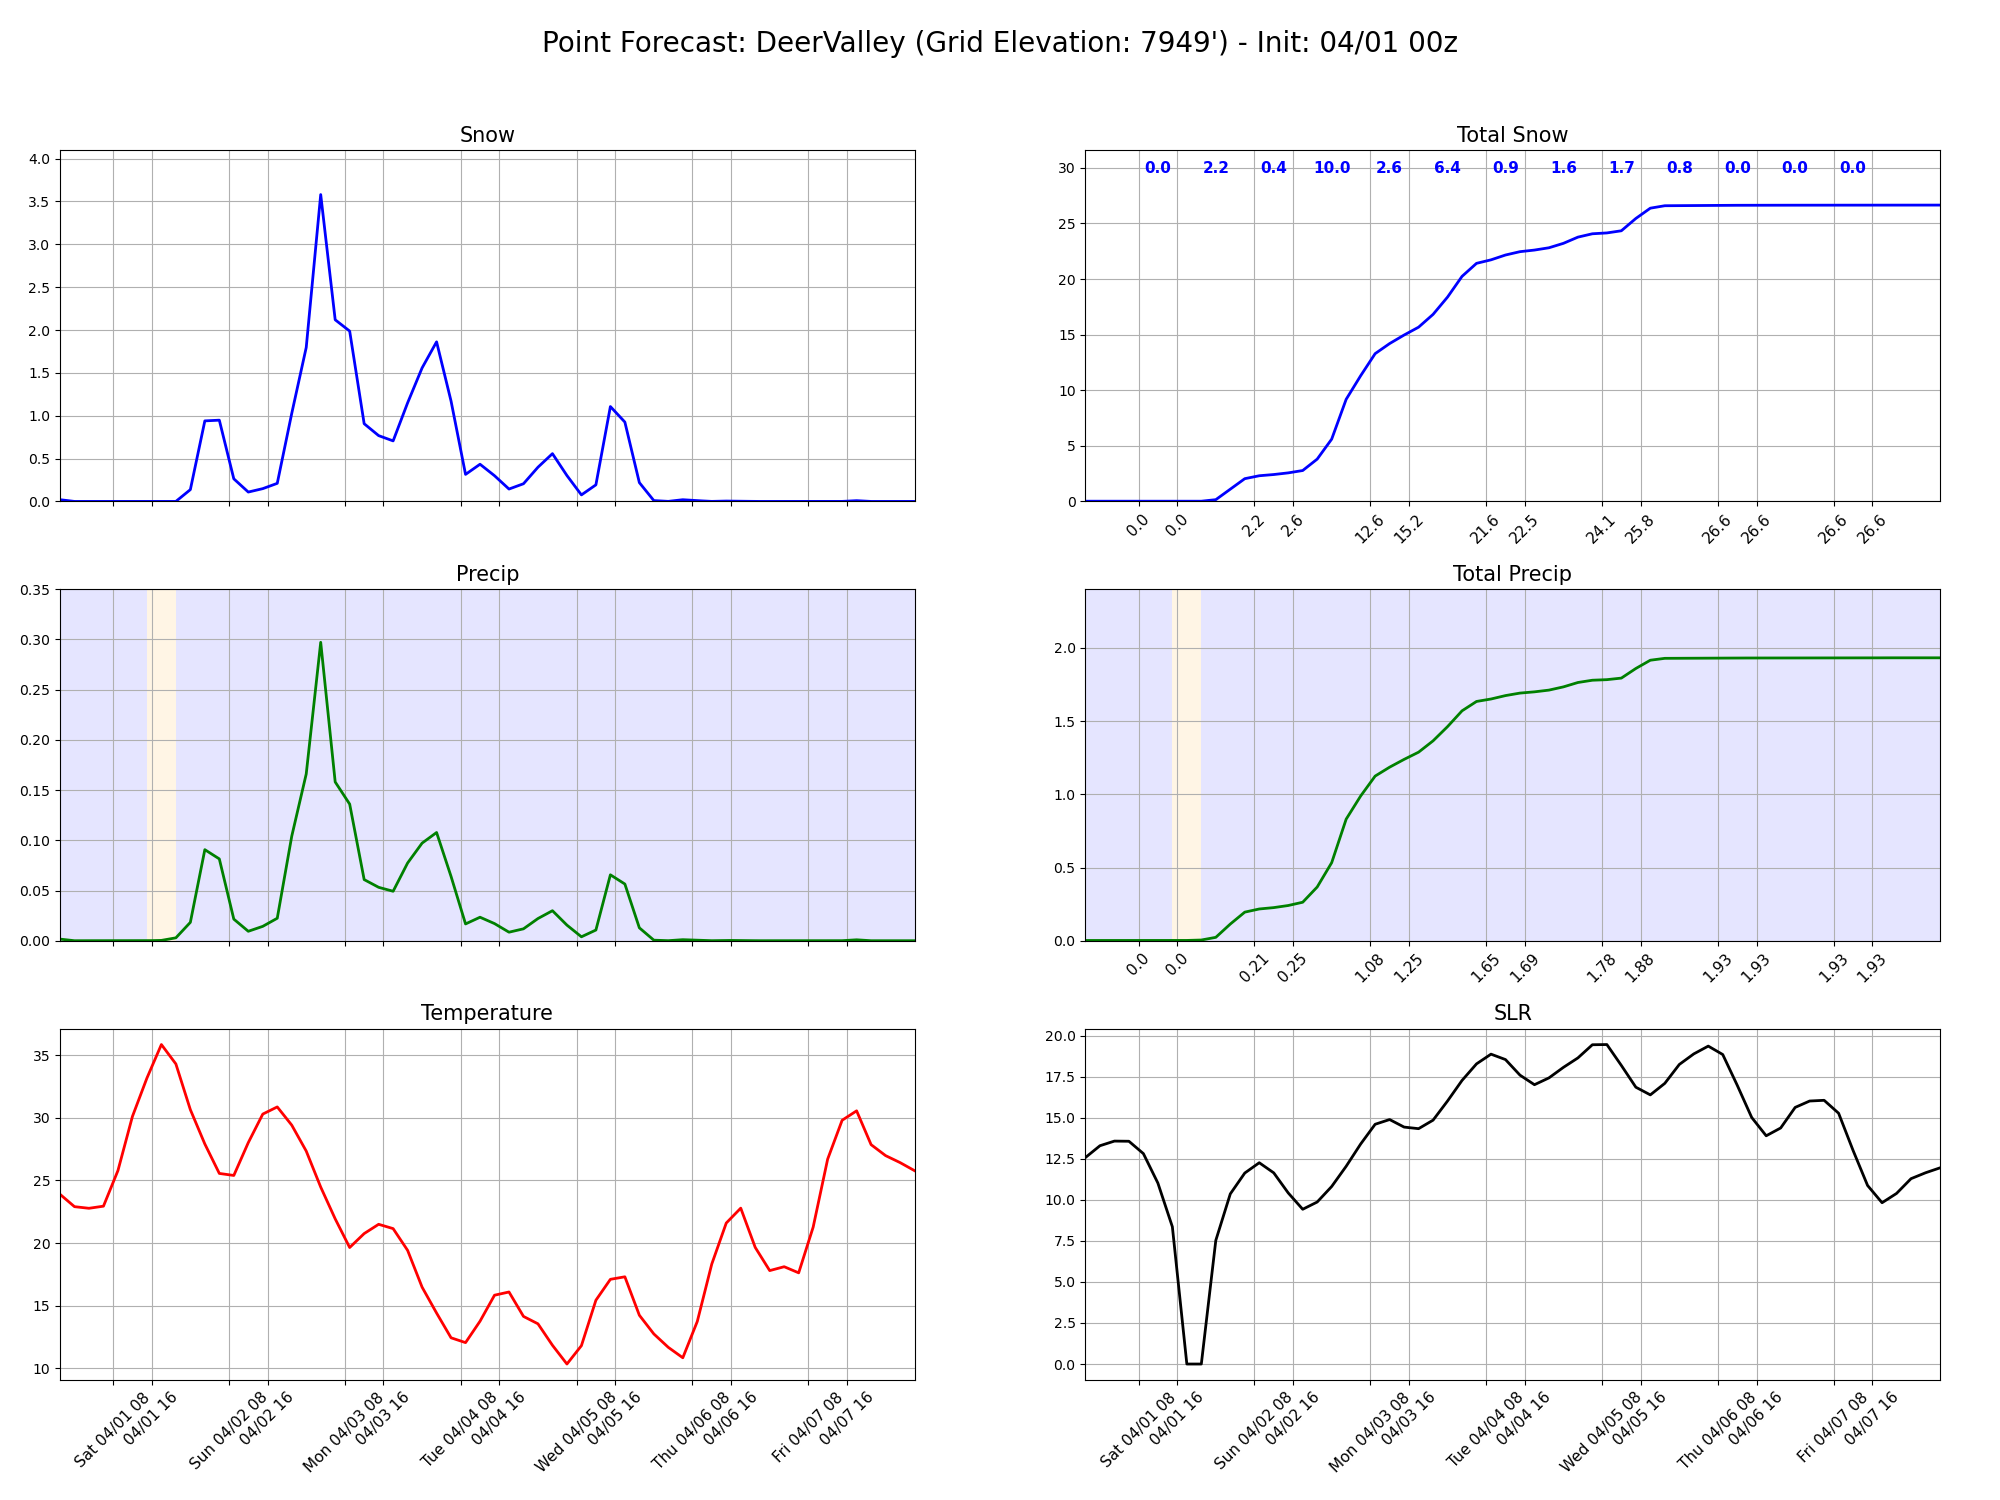 Point Forecast: DeerValley (Grid Elevation: 7949') - Init: 04/01 00z
Snow
4.0
3.5
3.0
2.5
2.0
1.5
1.0
0.5
0.0
Total Snow
0.0 2.2 0.4 10.0 2.6 6.4 0.9 1.6 1.7 0.8 0.0 0.0 0.0
30
25
20
15
10
5
0
0.0 0.0 2.2 2.6 12.6 15.2 21.6 22.5 24.1 25.8 26.6 26.6 26.6 26.6
Precip
0.35
0.30
0.25
0.20
0.15
0.10
0.05
0.00
Total Precip
2.0
1.5
1.0
0.5
0.0
0.0 0.0 0.21 0.25 1.08 1.25 1.65 1.69 1.78 1.88 1.93 1.93 1.93 1.93
Temperature
35
30
25
20
15
10
Sat 04/01 08
04/01 16
Sun 04/02 08
04/02 16
Mon 04/03 08
04/03 16
Tue 04/04 08
04/04 16
Wed 04/05 08
04/05 16
Thu 04/06 08
04/06 16
Fri 04/07 08
04/07 16
SLR
20.0
17.5
15.0
12.5
10.0
7.5
5.0
2.5
0.0
Sat 04/01 08
04/01 16
Sun 04/02 08
04/02 16
Mon 04/03 08
04/03 16
Tue 04/04 08
04/04 16
Wed 04/05 08
04/05 16
Thu 04/06 08
04/06 16
Fri 04/07 08
04/07 16